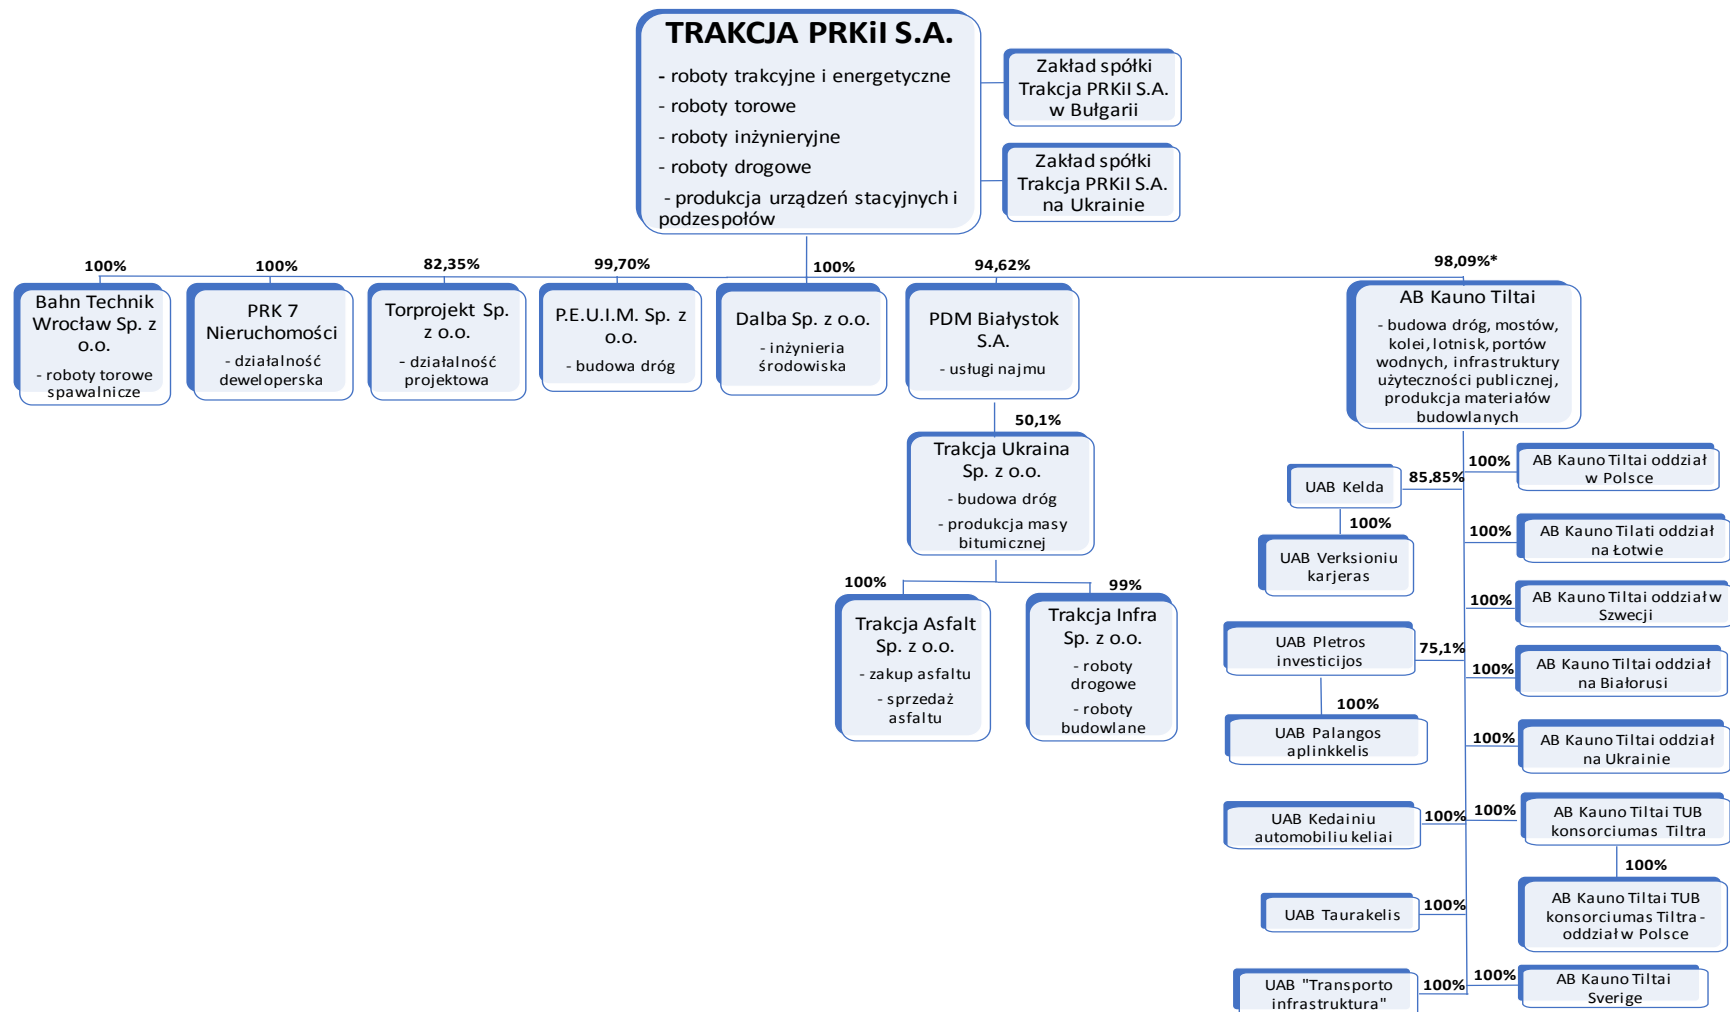 TRAKCJA PRKiI S.A.
- roboty trakcyjne i energetyczne
- roboty torowe
- roboty inżynieryjne
- roboty drogowe
- produkcja urządzeń stacyjnych i
podzespołów
Zakład spółki
Trakcja PRKiI S.A.
w Bułgarii
Zakład spółki
Trakcja PRKiI S.A.
na Ukrainie
100%
Bahn Technik
Wrocław Sp. z
o.o.
- roboty torowe
spawalnicze
100%
PRK 7
Nieruchomości
- działalność
deweloperska
82,35%
Torprojekt Sp.
z o.o.
- działalność
projektowa
99,70%
P.E.U.I.M. Sp. z
o.o.
- budowa dróg
100%
Dalba Sp. z o.o.
- inżynieria
środowiska
94,62%
PDM Białystok
S.A.
- usługi najmu
98,09%*
AB Kauno Tiltai
- budowa dróg, mostów,
kolei, lotnisk, portów
wodnych, infrastruktury
użyteczności publicznej,
produkcja materiałów
budowlanych
50,1%
Trakcja Ukraina
Sp. z o.o.
- budowa dróg
- produkcja masy
bitumicznej
100%
Trakcja Asfalt
Sp. z o.o.
- zakup asfaltu
- sprzedaż
asfaltu
99%
Trakcja Infra
Sp. z o.o.
- roboty
drogowe
- roboty
budowlane
UAB Kelda
85,85%
100%
UAB Verksioniu
karjeras
UAB Pletros
investicijos
75,1%
100%
UAB Palangos
aplinkkelis
UAB Kedainiu
automobiliu keliai
100%
UAB Taurakelis
100%
UAB "Transporto
infrastruktura"
100%
100%
AB Kauno Tiltai oddział
w Polsce
100%
AB Kauno Tilati oddział
na Łotwie
100%
AB Kauno Tiltai oddział w
Szwecji
100%
AB Kauno Tiltai oddział
na Białorusi
100%
AB Kauno Tiltai oddział
na Ukrainie
100%
AB Kauno Tiltai TUB
konsorciumas Tiltra
100%
AB Kauno Tiltai TUB
konsorciumas Tiltra -
oddział w Polsce
100%
AB Kauno Tiltai
Sverige